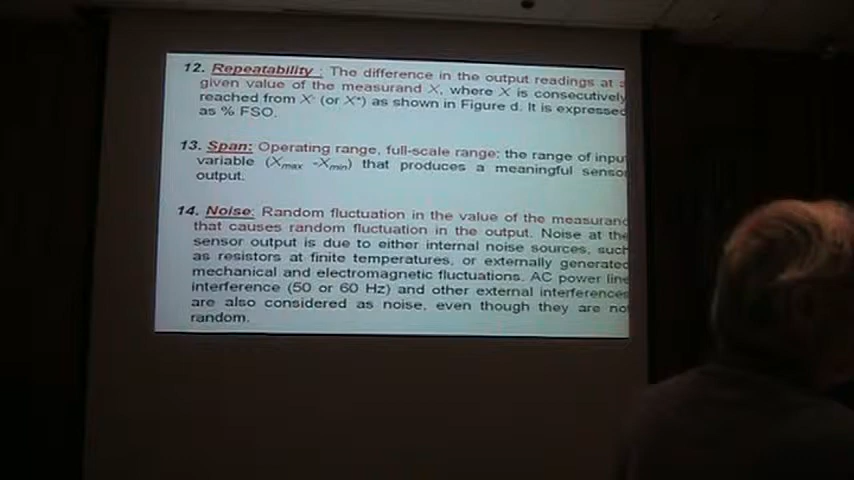 12. Repeatability : The difference in the output readings at a
given value of the measurand X, where X is consecutively
reached from X⁻ (or X⁺) as shown in Figure d. It is expressed
as % FSO.
13. Span: Operating range, full-scale range: the range of input
variable (Xmax -Xmin) that produces a meaningful sensor
output.
14. Noise: Random fluctuation in the value of the measurand
that causes random fluctuation in the output. Noise at the
sensor output is due to either internal noise sources, such
as resistors at finite temperatures, or externally generated
mechanical and electromagnetic fluctuations. AC power line
interference (50 or 60 Hz) and other external interferences
are also considered as noise, even though they are not
random.